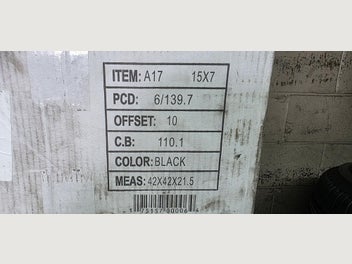 ITEM: A17 15X7
PCD: 6/139.7
OFFSET: 10
C.B: 110.1
COLOR: BLACK
MEAS: 42X42X21.5